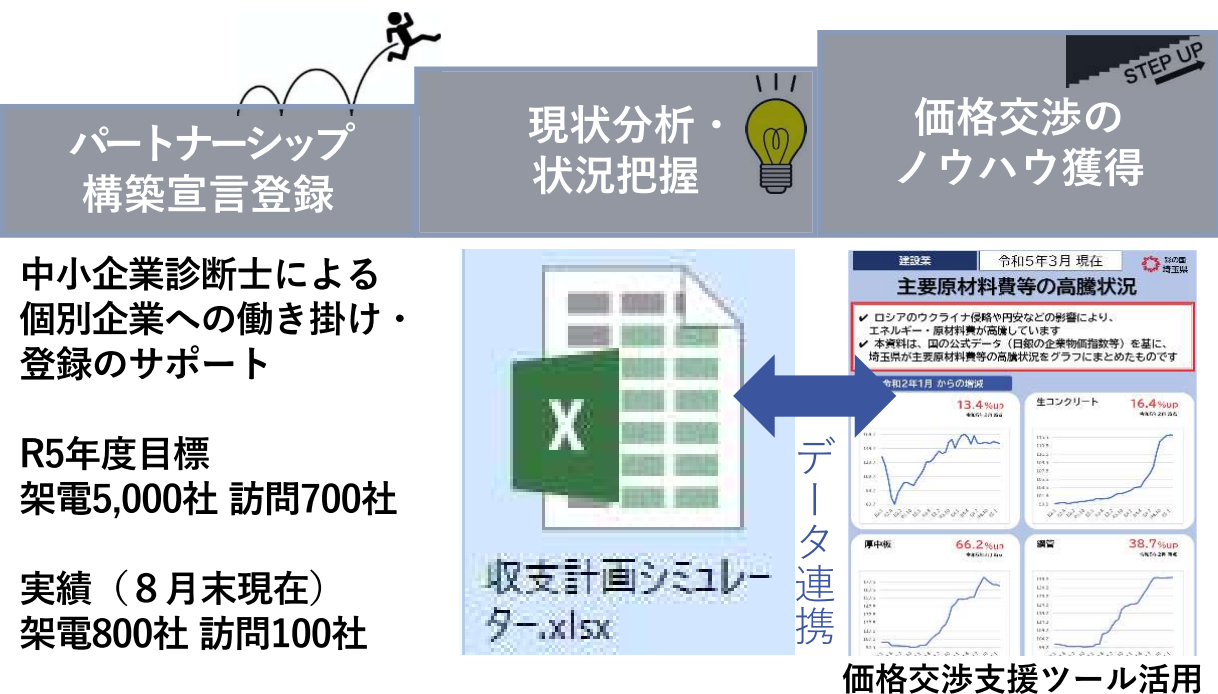 パートナーシップ
構築宣言登録
現状分析・
状況把握
STEP UP
価格交渉の
ノウハウ獲得
中小企業診断士による
個別企業への働き掛け・
登録のサポート
R5年度目標
架電5,000社 訪問700社
実績（８月末現在）
架電800社 訪問100社
収支計画シミュレー
ター.xlsx
データ連携
建設業
令和５年３月 現在
彩の国
埼玉県
主要原材料費等の高騰状況
✔ ロシアのウクライナ侵略や円安などの影響により、
エネルギー・原材料費が高騰しています
✔ 本資料は、国の公式データ（日銀の企業物価指数等）を基に、
埼玉県が主要原材料費等の高騰状況をグラフにまとめたものです
令和２年１月 からの増減
13.4%up
生コンクリート 16.4%up
厚中板 66.2%up
鋼管 38.7%up
価格交渉支援ツール活用